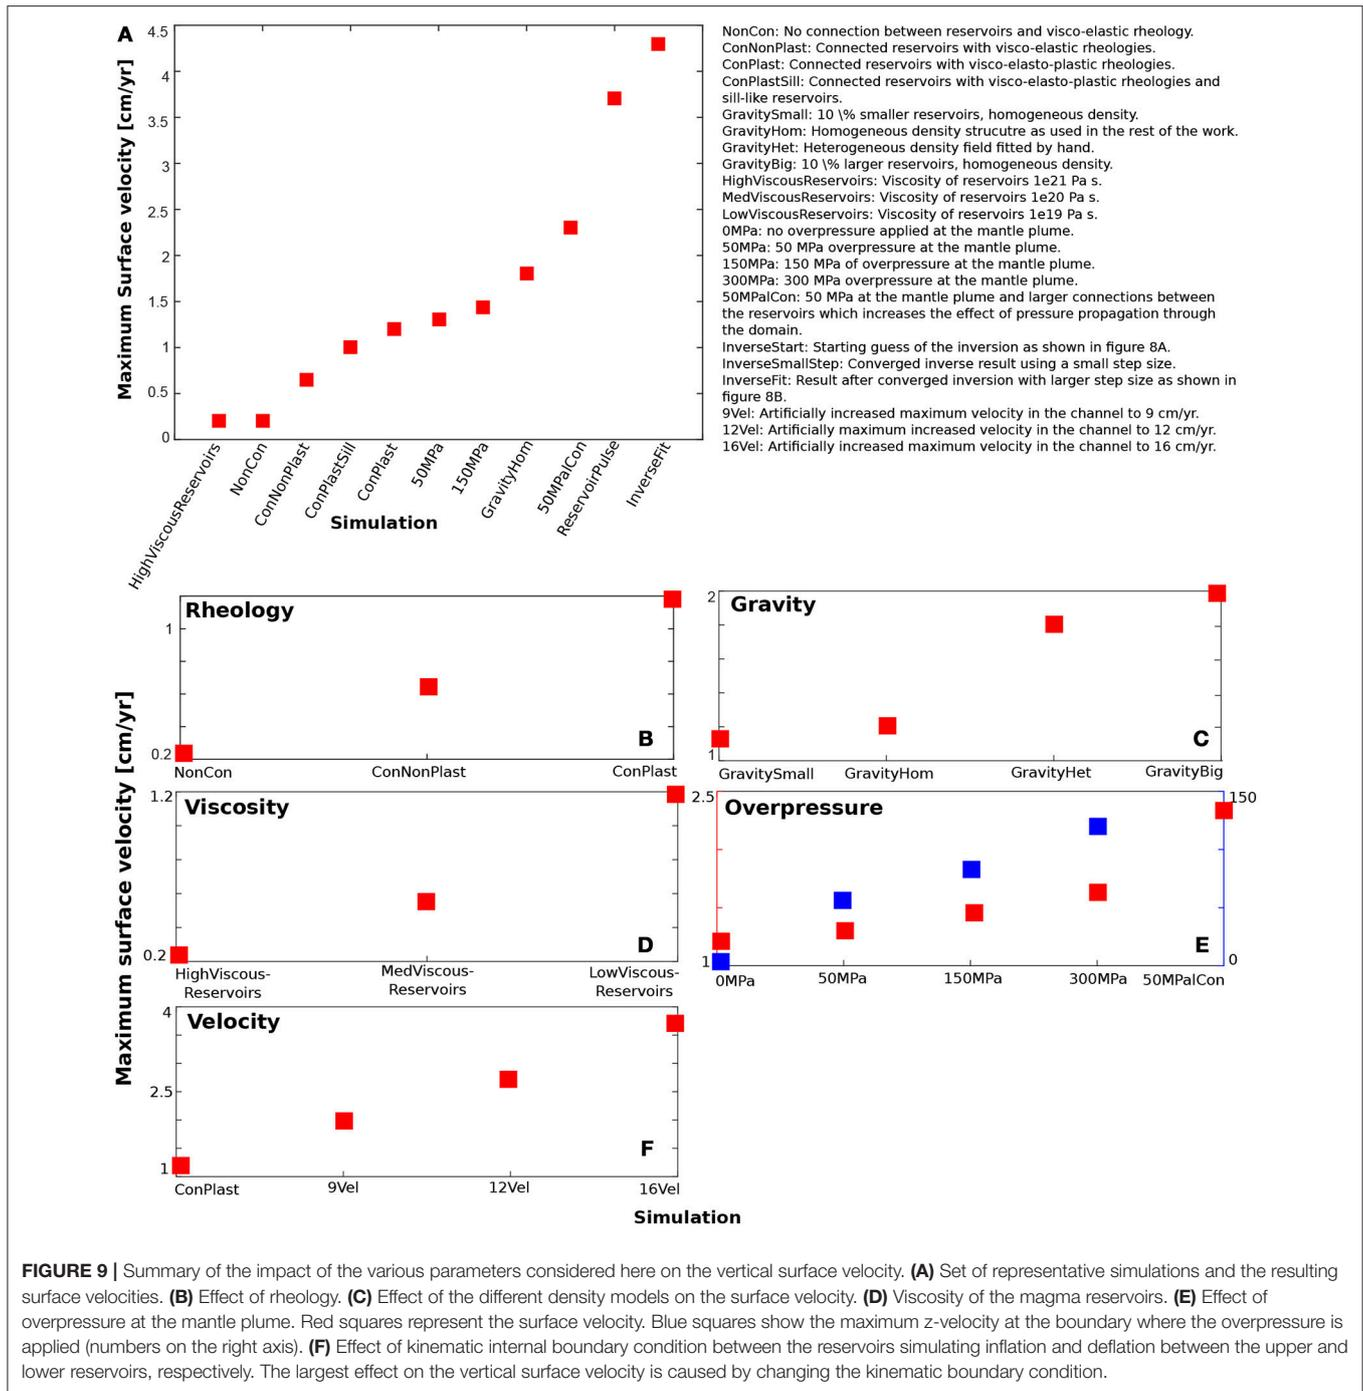 A
Maximum Surface velocity [cm/yr]
4.5
4
3.5
3
2.5
2
1.5
1
0.5
0
HighViscousReservoirs
NonCon
ConNonPlast
ConPlastSill
ConPlast
50MPa
150MPa
GravityHom
50MPalCon
ReservoirPulse
InverseFit
Simulation
NonCon: No connection between reservoirs and visco-elastic rheology.
ConNonPlast: Connected reservoirs with visco-elastic rheologies.
ConPlast: Connected reservoirs with visco-elasto-plastic rheologies.
ConPlastSill: Connected reservoirs with visco-elasto-plastic rheologies and
sill-like reservoirs.
GravitySmall: 10 \% smaller reservoirs, homogeneous density.
GravityHom: Homogeneous density strucutre as used in the rest of the work.
GravityHet: Heterogeneous density field fitted by hand.
GravityBig: 10 \% larger reservoirs, homogeneous density.
HighViscousReservoirs: Viscosity of reservoirs 1e21 Pa s.
MedViscousReservoirs: Viscosity of reservoirs 1e20 Pa s.
LowViscousReservoirs: Viscosity of reservoirs 1e19 Pa s.
0MPa: no overpressure applied at the mantle plume.
50MPa: 50 MPa overpressure at the mantle plume.
150MPa: 150 MPa of overpressure at the mantle plume.
300MPa: 300 MPa overpressure at the mantle plume.
50MPalCon: 50 MPa at the mantle plume and larger connections between
the reservoirs which increases the effect of pressure propagation through
the domain.
InverseStart: Starting guess of the inversion as shown in figure 8A.
InverseSmallStep: Converged inverse result using a small step size.
InverseFit: Result after converged inversion with larger step size as shown in
figure 8B.
9Vel: Artificially increased maximum velocity in the channel to 9 cm/yr.
12Vel: Artificially maximum increased velocity in the channel to 12 cm/yr.
16Vel: Artificially increased maximum velocity in the channel to 16 cm/yr.
Maximum surface velocity [cm/yr]
Rheology
1
0.2
B
NonCon
ConNonPlast
ConPlast
Gravity
2
1
C
GravitySmall
GravityHom
GravityHet
GravityBig
Viscosity
1.2
0.2
D
HighViscous-
Reservoirs
MedViscous-
Reservoirs
LowViscous-
Reservoirs
Overpressure
2.5
1
150
0
E
0MPa
50MPa
150MPa
300MPa
50MPalCon
Velocity
4
2.5
1
F
ConPlast
9Vel
12Vel
16Vel
Simulation
FIGURE 9 | Summary of the impact of the various parameters considered here on the vertical surface velocity. (A) Set of representative simulations and the resulting
surface velocities. (B) Effect of rheology. (C) Effect of the different density models on the surface velocity. (D) Viscosity of the magma reservoirs. (E) Effect of
overpressure at the mantle plume. Red squares represent the surface velocity. Blue squares show the maximum z-velocity at the boundary where the overpressure is
applied (numbers on the right axis). (F) Effect of kinematic internal boundary condition between the reservoirs simulating inflation and deflation between the upper and
lower reservoirs, respectively. The largest effect on the vertical surface velocity is caused by changing the kinematic boundary condition.